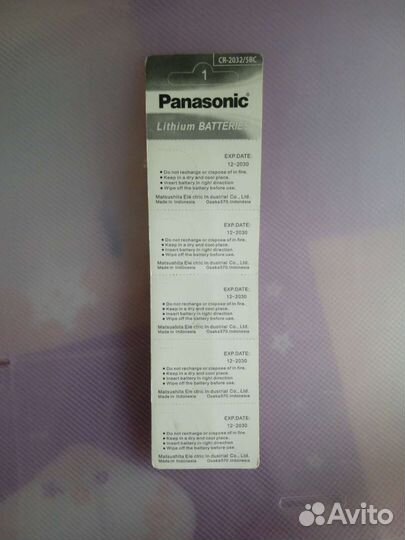 CR-2032/5BC
1
Panasonic®
Lithium BATTERIES
EXP.DATE:
12-2030
● Do not recharge or dispose of in fire.
● Keep in a dry and cool place.
● Insert battery in right direction
● Wipe off the battery before use.
Matsushita Ele ctric In dustrial Co., Ltd.
Made in Indonesia Osaka570.indonesia
EXP.DATE:
12-2030
● Do not recharge or dispose of in fire.
● Keep in a dry and cool place.
● Insert battery in right direction.
● Wipe off the battery before use.
Matsushita Ele ctric In dustrial Co., Ltd.
Made in Indonesia Osaka570.indonesia
EXP.DATE:
12-2030
● Do not recharge or dispose of in fire.
● Keep in a dry and cool place.
● Insert battery in right direction.
● Wipe off the battery before use.
Matsushita Ele ctric In dustrial Co., Ltd.
Made in Indonesia Osaka570.indonesia
EXP.DATE:
12-2030
● Do not recharge or dispose of in fire.
● Keep in a dry and cool place.
● Insert battery in right direction
● Wipe off the battery before use.
Matsushita Ele ctric In dustrial Co., Ltd.
Made in Indonesia Osaka570.indonesia
EXP.DATE:
12-2030
● Do not recharge or dispose of in fire.
● Keep in a dry and cool place.
● Insert battery in right direction
● Wipe off the battery before use.
Matsushita Ele ctric In dustrial Co., Ltd.
Made in Indonesia Osaka570.indonesia
Avito